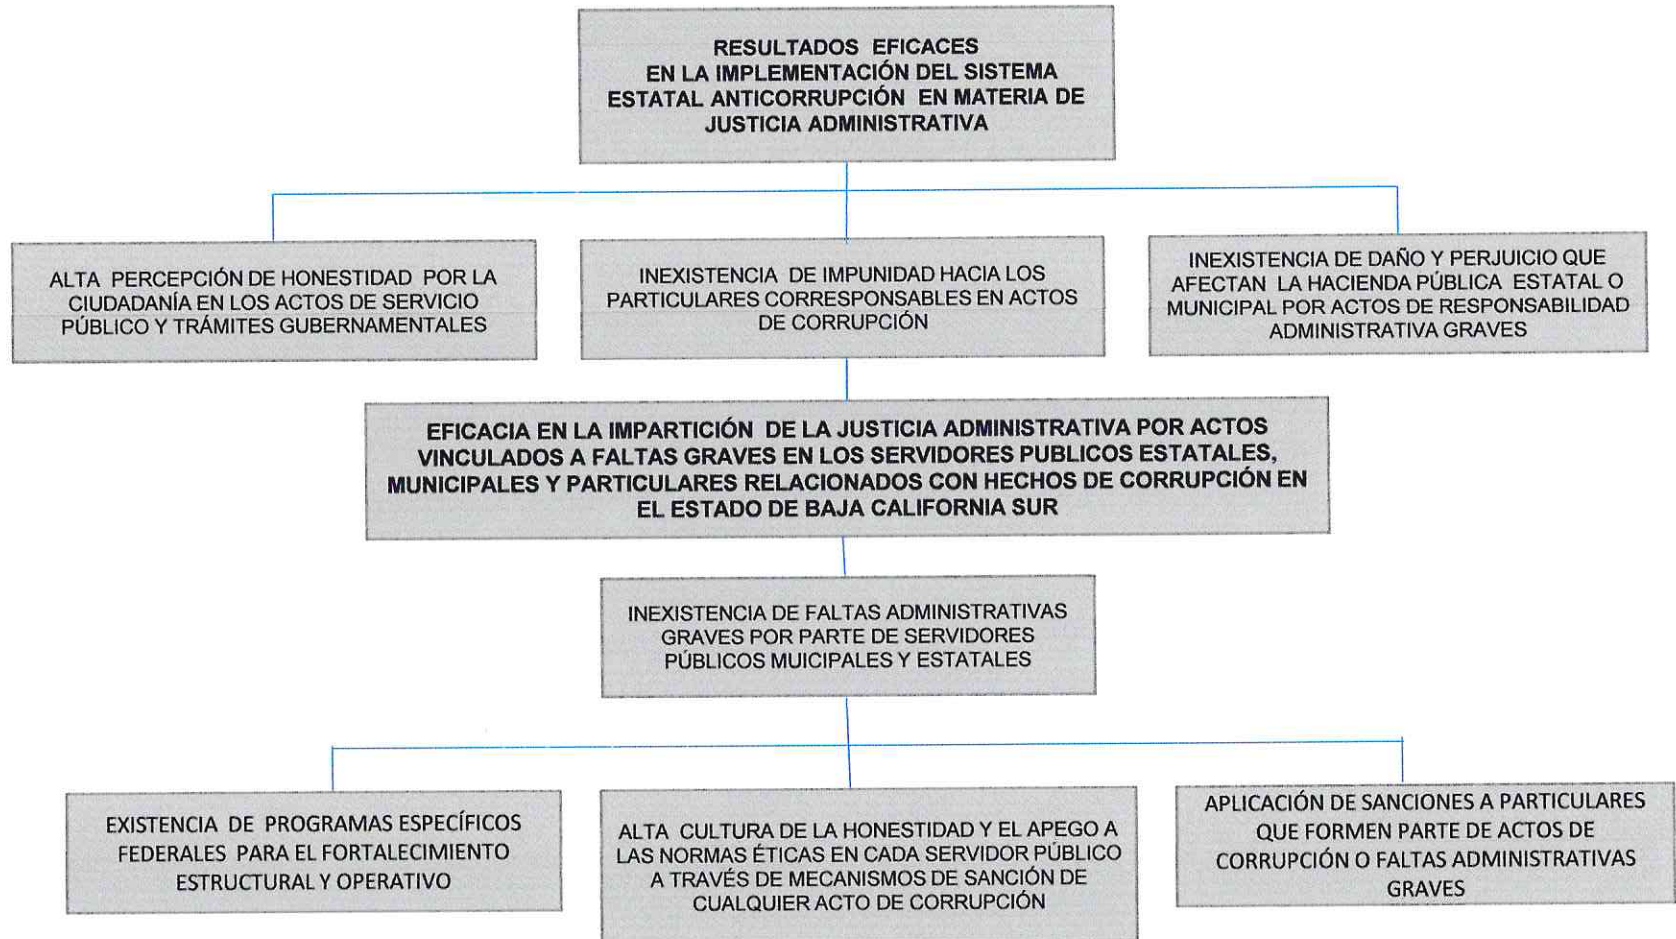 RESULTADOS EFICACES
EN LA IMPLEMENTACIÓN DEL SISTEMA
ESTATAL ANTICORRUPCIÓN EN MATERIA DE
JUSTICIA ADMINISTRATIVA
ALTA PERCEPCIÓN DE HONESTIDAD POR LA
CIUDADANÍA EN LOS ACTOS DE SERVICIO
PÚBLICO Y TRÁMITES GUBERNAMENTALES
INEXISTENCIA DE IMPUNIDAD HACIA LOS
PARTICULARES CORRESPONSABLES EN ACTOS
DE CORRUPCIÓN
INEXISTENCIA DE DAÑO Y PERJUICIO QUE
AFECTAN LA HACIENDA PÚBLICA ESTATAL O
MUNICIPAL POR ACTOS DE RESPONSABILIDAD
ADMINISTRATIVA GRAVES
EFICACIA EN LA IMPARTICIÓN DE LA JUSTICIA ADMINISTRATIVA POR ACTOS
VINCULADOS A FALTAS GRAVES EN LOS SERVIDORES PUBLICOS ESTATALES,
MUNICIPALES Y PARTICULARES RELACIONADOS CON HECHOS DE CORRUPCIÓN EN
EL ESTADO DE BAJA CALIFORNIA SUR
INEXISTENCIA DE FALTAS ADMINISTRATIVAS
GRAVES POR PARTE DE SERVIDORES
PÚBLICOS MUICIPALES Y ESTATALES
EXISTENCIA DE PROGRAMAS ESPECÍFICOS
FEDERALES PARA EL FORTALECIMIENTO
ESTRUCTURAL Y OPERATIVO
ALTA CULTURA DE LA HONESTIDAD Y EL APEGO A
LAS NORMAS ÉTICAS EN CADA SERVIDOR PÚBLICO
A TRAVÉS DE MECANISMOS DE SANCIÓN DE
CUALQUIER ACTO DE CORRUPCIÓN
APLICACIÓN DE SANCIONES A PARTICULARES
QUE FORMEN PARTE DE ACTOS DE
CORRUPCIÓN O FALTAS ADMINISTRATIVAS
GRAVES